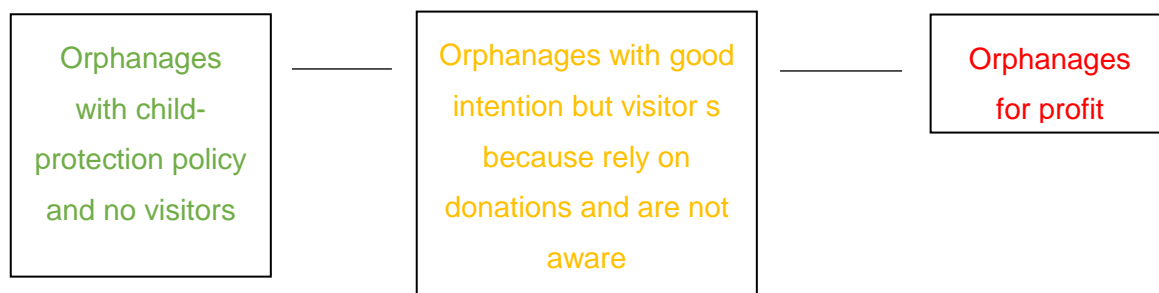 Orphanages
with child-
protection policy
and no visitors
Orphanages with good
intention but visitor s
because rely on
donations and are not
aware
Orphanages
for profit